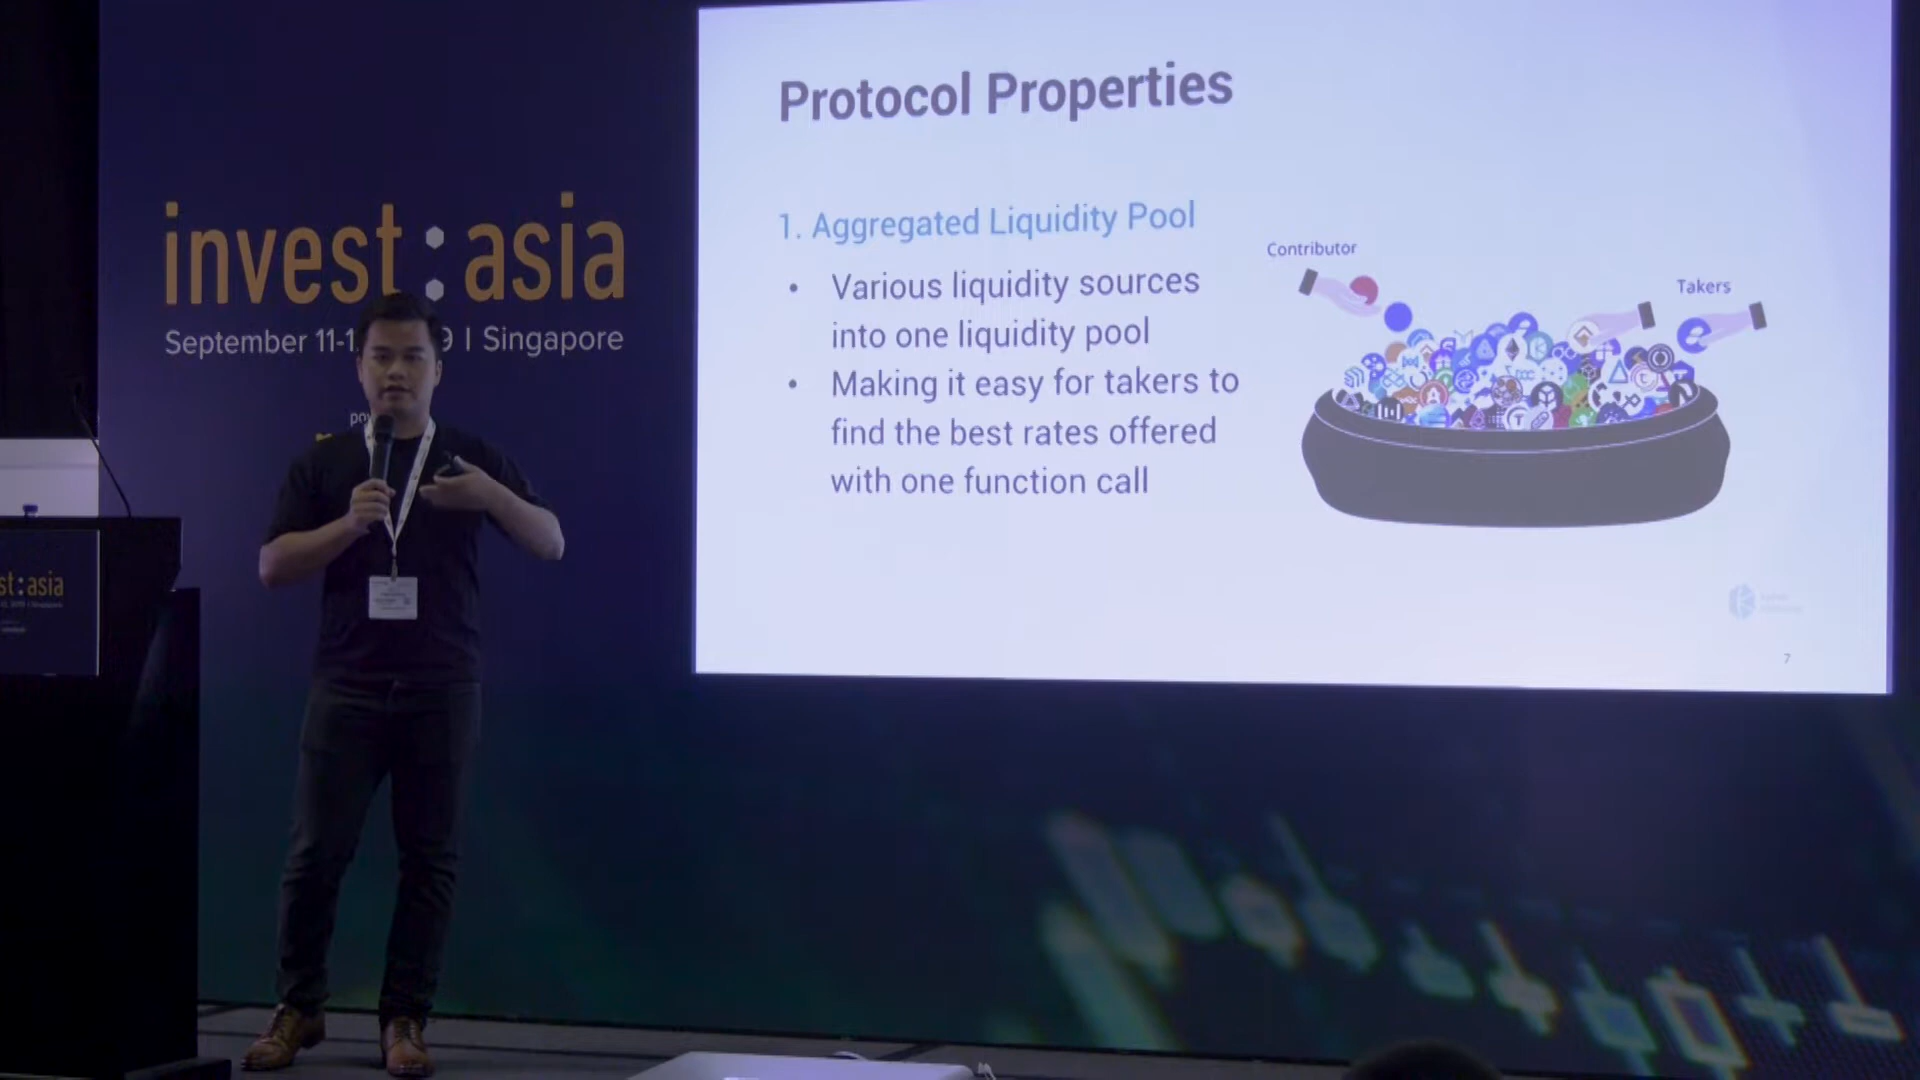 invest:asia
September 11-1 9 | Singapore
Protocol Properties
1. Aggregated Liquidity Pool
• Various liquidity sources
into one liquidity pool
• Making it easy for takers to
find the best rates offered
with one function call
Contributor
Takers
7
st:asia